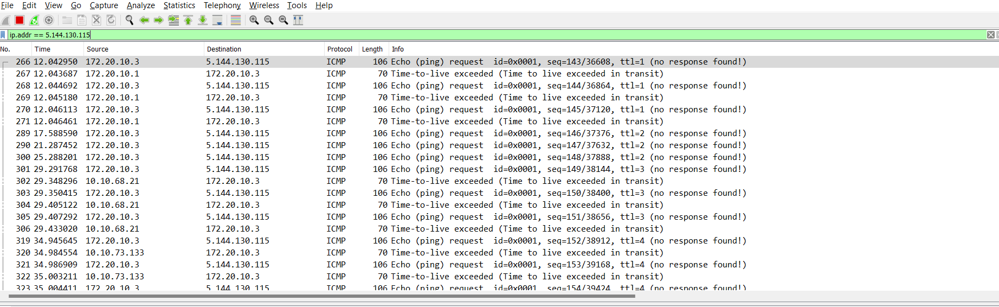 File Edit View Go Capture Analyze Statistics Telephony Wireless Tools Help
ip.addr == 5.144.130.115
No. Time Source Destination Protocol Length Info
266 12.042950 172.20.10.3 5.144.130.115 ICMP 106 Echo (ping) request id=0x0001, seq=143/36608, ttl=1 (no response found!)
267 12.043687 172.20.10.1 172.20.10.3 ICMP 70 Time-to-live exceeded (Time to live exceeded in transit)
268 12.044692 172.20.10.3 5.144.130.115 ICMP 106 Echo (ping) request id=0x0001, seq=144/36864, ttl=1 (no response found!)
269 12.045180 172.20.10.1 172.20.10.3 ICMP 70 Time-to-live exceeded (Time to live exceeded in transit)
270 12.046113 172.20.10.3 5.144.130.115 ICMP 106 Echo (ping) request id=0x0001, seq=145/37120, ttl=1 (no response found!)
271 12.046461 172.20.10.1 172.20.10.3 ICMP 70 Time-to-live exceeded (Time to live exceeded in transit)
289 17.588590 172.20.10.3 5.144.130.115 ICMP 106 Echo (ping) request id=0x0001, seq=146/37376, ttl=2 (no response found!)
290 21.287452 172.20.10.3 5.144.130.115 ICMP 106 Echo (ping) request id=0x0001, seq=147/37632, ttl=2 (no response found!)
300 25.288201 172.20.10.3 5.144.130.115 ICMP 106 Echo (ping) request id=0x0001, seq=148/37888, ttl=2 (no response found!)
301 29.291768 172.20.10.3 5.144.130.115 ICMP 106 Echo (ping) request id=0x0001, seq=149/38144, ttl=3 (no response found!)
302 29.348296 10.10.68.21 172.20.10.3 ICMP 70 Time-to-live exceeded (Time to live exceeded in transit)
303 29.350415 172.20.10.3 5.144.130.115 ICMP 106 Echo (ping) request id=0x0001, seq=150/38400, ttl=3 (no response found!)
304 29.405122 10.10.68.21 172.20.10.3 ICMP 70 Time-to-live exceeded (Time to live exceeded in transit)
305 29.407292 172.20.10.3 5.144.130.115 ICMP 106 Echo (ping) request id=0x0001, seq=151/38656, ttl=3 (no response found!)
306 29.433020 10.10.68.21 172.20.10.3 ICMP 70 Time-to-live exceeded (Time to live exceeded in transit)
319 34.945645 172.20.10.3 5.144.130.115 ICMP 106 Echo (ping) request id=0x0001, seq=152/38912, ttl=4 (no response found!)
320 34.984554 10.10.73.133 172.20.10.3 ICMP 70 Time-to-live exceeded (Time to live exceeded in transit)
321 34.986909 172.20.10.3 5.144.130.115 ICMP 106 Echo (ping) request id=0x0001, seq=153/39168, ttl=4 (no response found!)
322 35.003211 10.10.73.133 172.20.10.3 ICMP 70 Time-to-live exceeded (Time to live exceeded in transit)
323 35.004411 172.20.10.3 5.144.130.115 ICMP 106 Echo (ping) request id=0x0001, seq=154/39424, ttl=4 (no response found!)